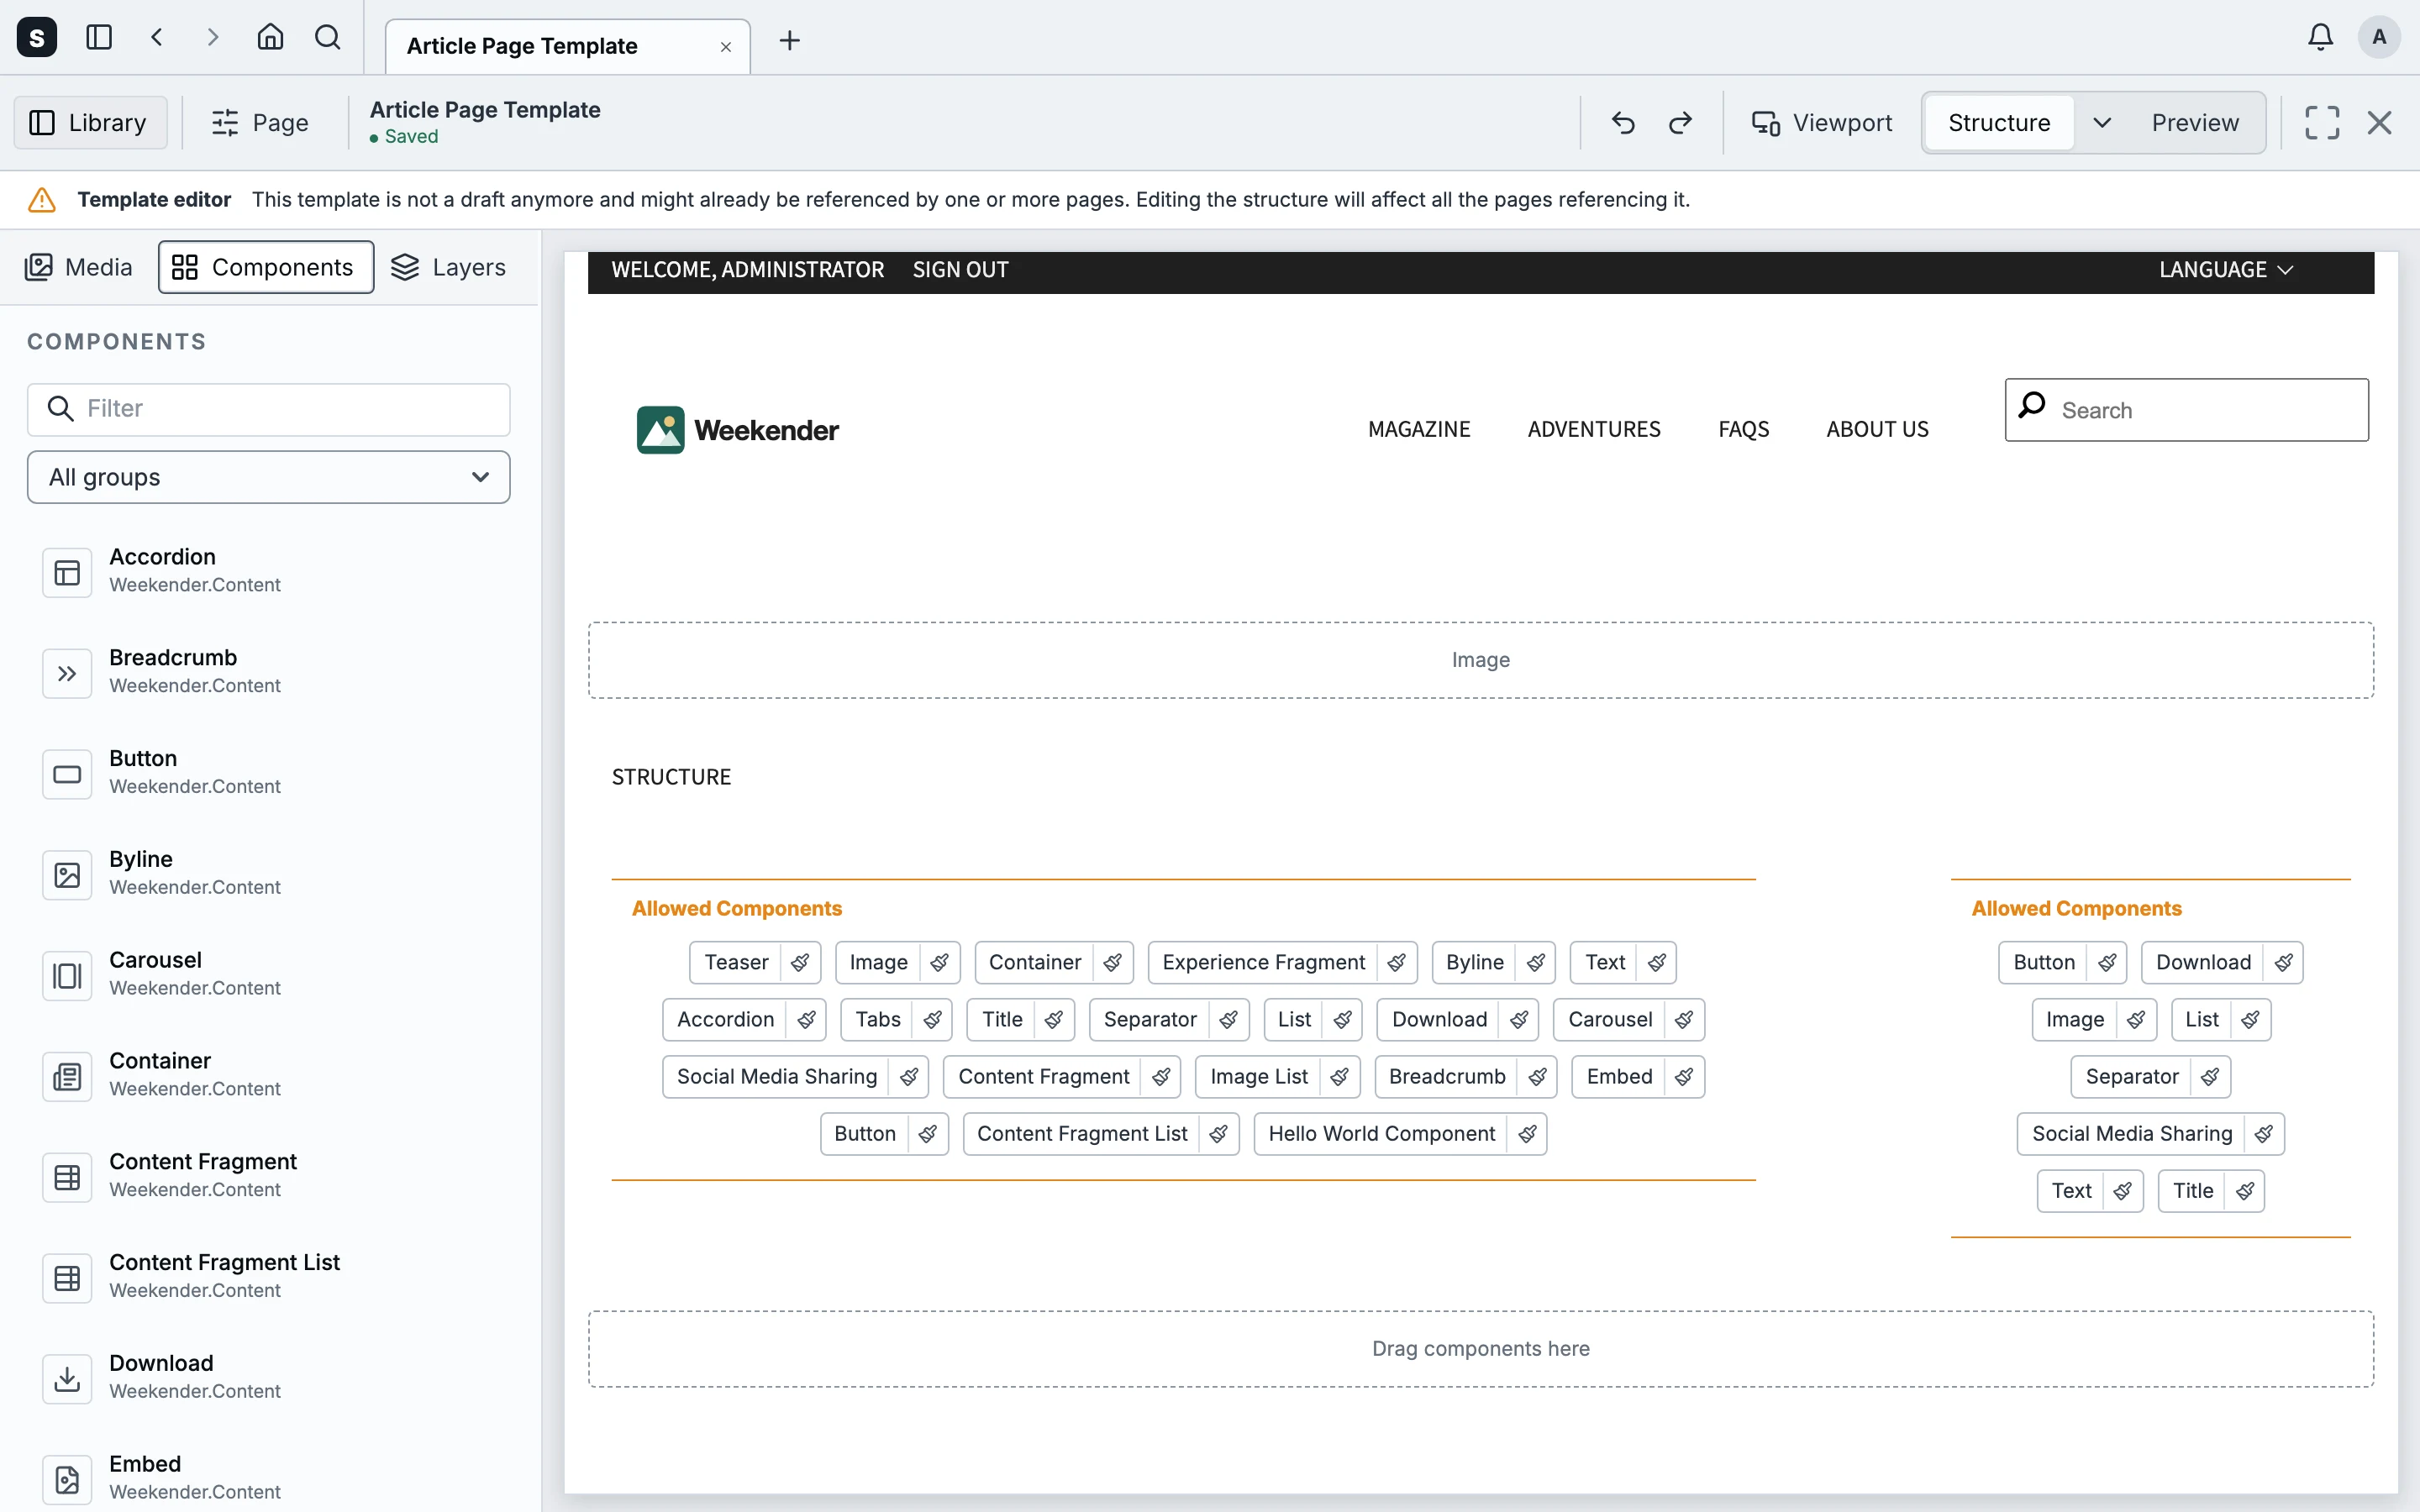 S
Article Page Template
A
Library
Page
Article Page Template
Saved
Viewport
Structure
Preview
Template editor This template is not a draft anymore and might already be referenced by one or more pages. Editing the structure will affect all the pages referencing it.
Media
Components
Layers
COMPONENTS
Filter
All groups
Accordion
Weekender.Content
Breadcrumb
Weekender.Content
Button
Weekender.Content
Byline
Weekender.Content
Carousel
Weekender.Content
Container
Weekender.Content
Content Fragment
Weekender.Content
Content Fragment List
Weekender.Content
Download
Weekender.Content
Embed
Weekender.Content
WELCOME, ADMINISTRATOR SIGN OUT LANGUAGE
Weekender
MAGAZINE ADVENTURES FAQS ABOUT US
Search
Image
STRUCTURE
Allowed Components
Teaser Image Container Experience Fragment Byline Text
Accordion Tabs Title Separator List Download Carousel
Social Media Sharing Content Fragment Image List Breadcrumb Embed
Button Content Fragment List Hello World Component
Allowed Components
Button Download
Image List
Separator
Social Media Sharing
Text Title
Drag components here